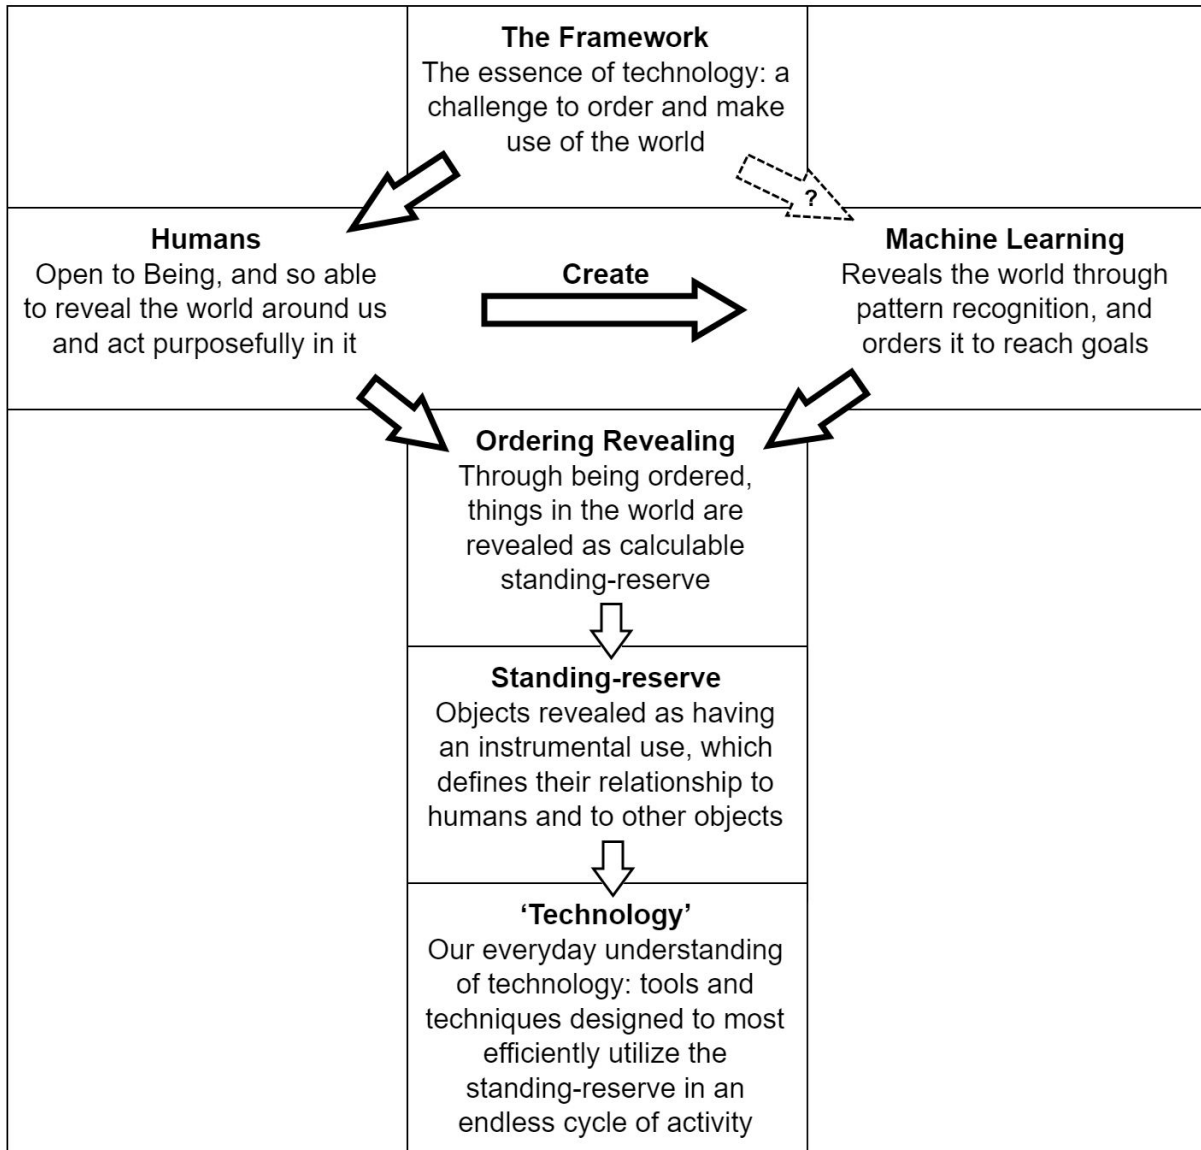 The Framework
The essence of technology: a
challenge to order and make
use of the world
?
Humans
Open to Being, and so able
to reveal the world around us
and act purposefully in it
Create
Machine Learning
Reveals the world through
pattern recognition, and
orders it to reach goals
Ordering Revealing
Through being ordered,
things in the world are
revealed as calculable
standing-reserve
Standing-reserve
Objects revealed as having
an instrumental use, which
defines their relationship to
humans and to other objects
‘Technology’
Our everyday understanding
of technology: tools and
techniques designed to most
efficiently utilize the
standing-reserve in an
endless cycle of activity